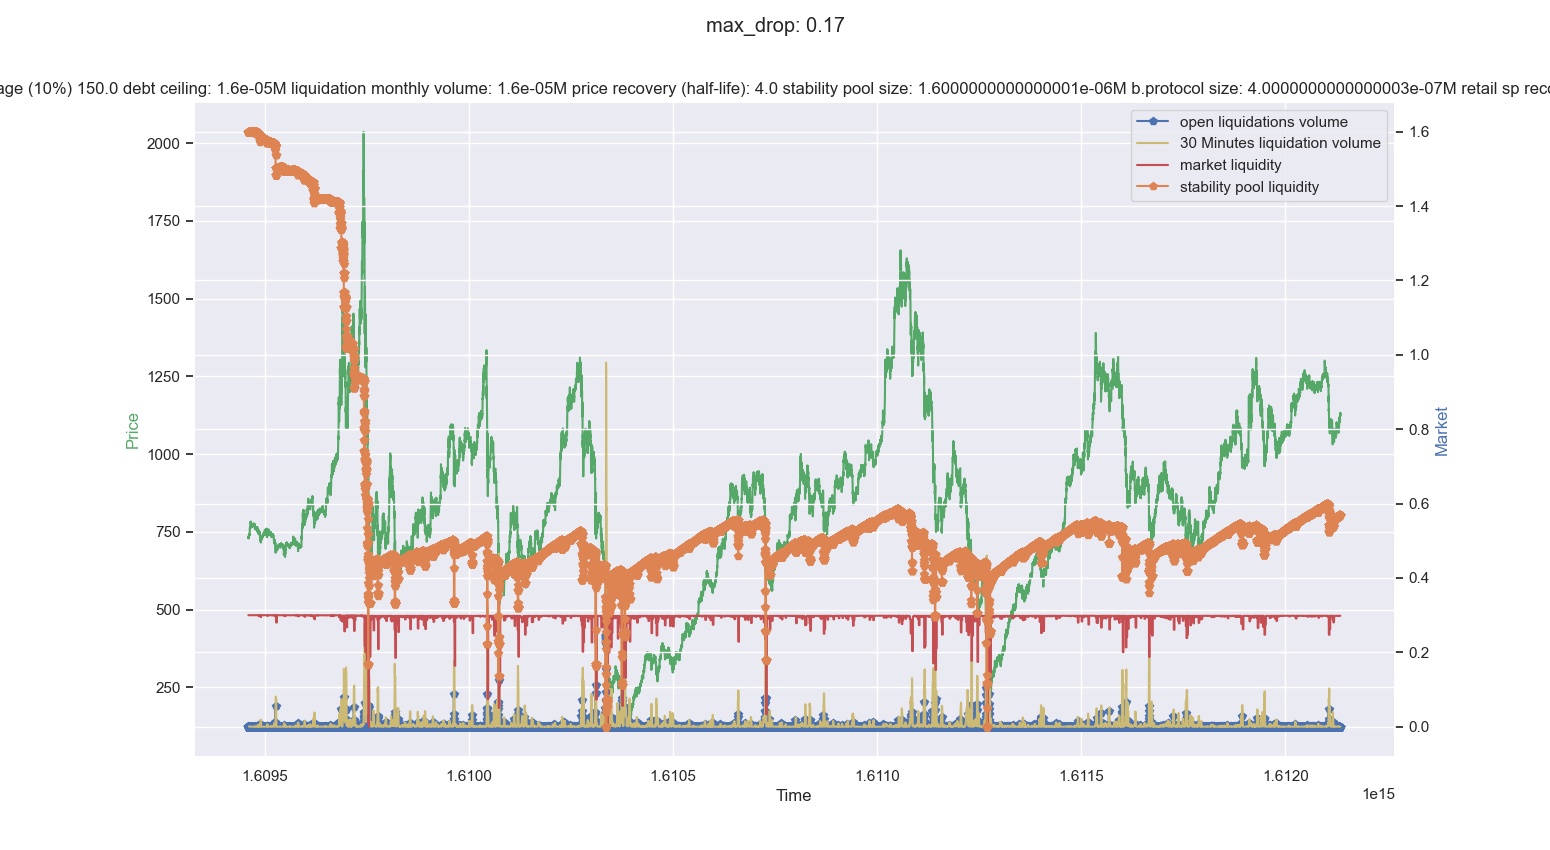 max_drop: 0.17
age (10%) 150.0 debt ceiling: 1.6e-05M liquidation monthly volume: 1.6e-05M price recovery (half-life): 4.0 stability pool size: 1.6000000000000001e-06M b.protocol size: 4.0000000000000003e-07M retail sp reco
open liquidations volume
30 Minutes liquidation volume
market liquidity
stability pool liquidity
2000
1750
1500
1250
1000
750
500
250
Price
1.6
1.4
1.2
1.0
0.8
0.6
0.4
0.2
0.0
Market
1.6095 1.6100 1.6105 1.6110 1.6115 1.6120
1e15
Time